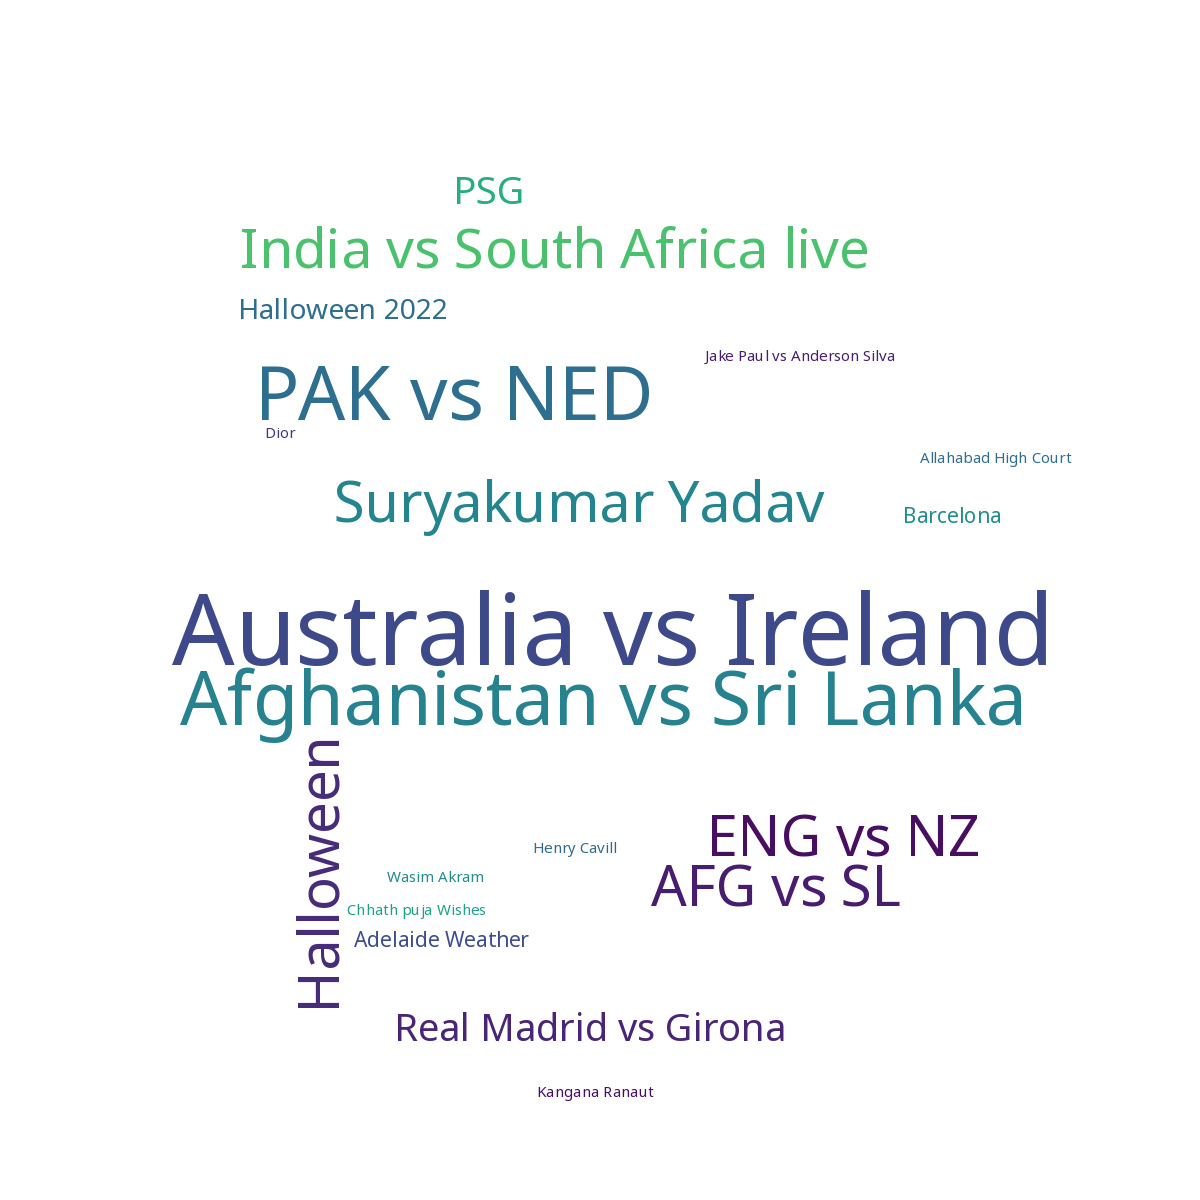 PSG
India vs South Africa live
Halloween 2022
Jake Paul vs Anderson Silva
PAK vs NED
Dior
Allahabad High Court
Suryakumar Yadav
Barcelona
Australia vs Ireland
Afghanistan vs Sri Lanka
Halloween
ENG vs NZ
Henry Cavill
Wasim Akram
AFG vs SL
Chhath puja Wishes
Adelaide Weather
Real Madrid vs Girona
Kangana Ranaut